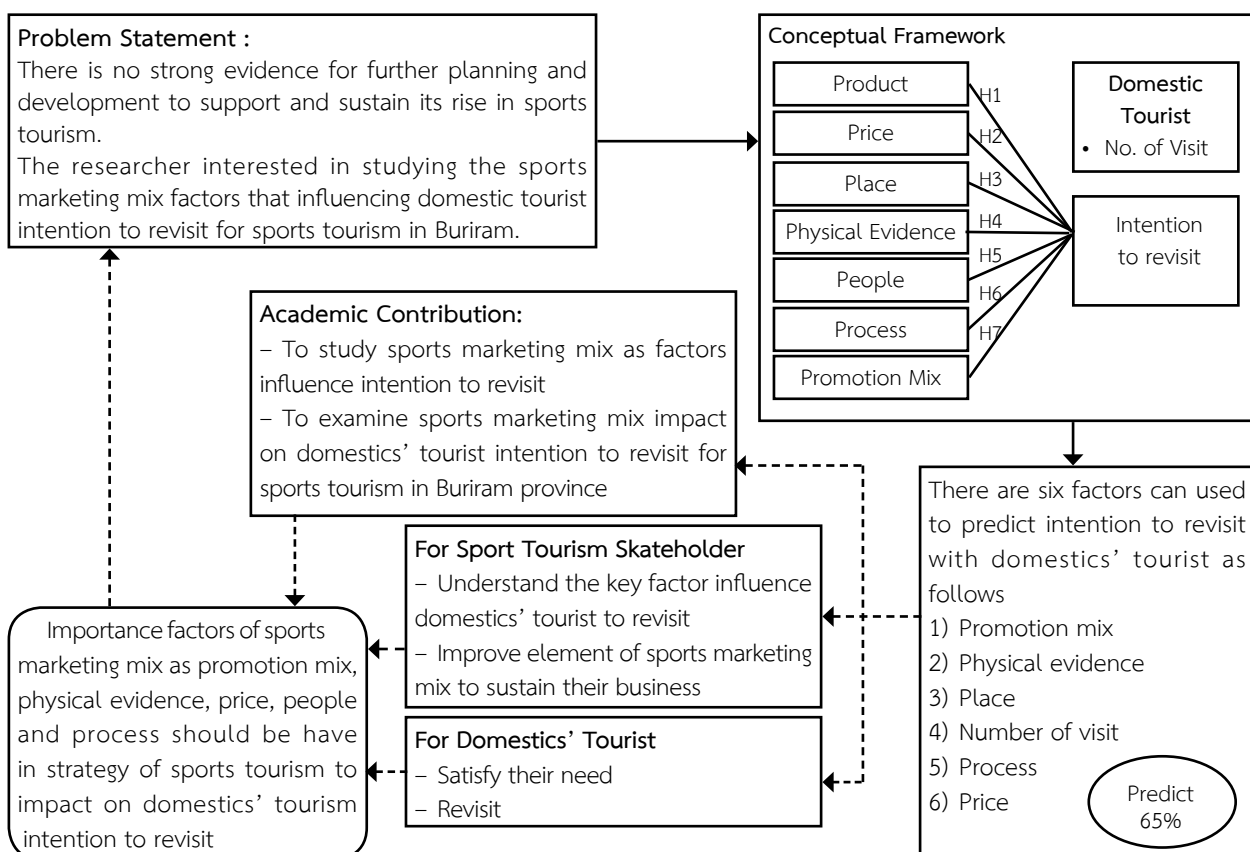 Problem Statement :
There is no strong evidence for further planning and
development to support and sustain its rise in sports
tourism.
The researcher interested in studying the sports
marketing mix factors that influencing domestic tourist
intention to revisit for sports tourism in Buriram.
Conceptual Framework
Product
Price
Place
Physical Evidence
People
Process
Promotion Mix
H1
H2
H3
H4
H5
H6
H7
Domestic
Tourist
• No. of Visit
Intention
to revisit
Academic Contribution:
– To study sports marketing mix as factors
influence intention to revisit
– To examine sports marketing mix impact
on domestics’ tourist intention to revisit for
sports tourism in Buriram province
For Sport Tourism Skateholder
– Understand the key factor influence
domestics’ tourist to revisit
– Improve element of sports marketing
mix to sustain their business
For Domestics’ Tourist
– Satisfy their need
– Revisit
There are six factors can used
to predict intention to revisit
with domestics’ tourist as
follows
1) Promotion mix
2) Physical evidence
3) Place
4) Number of visit
5) Process
6) Price
Predict
65%
Importance factors of sports
marketing mix as promotion mix,
physical evidence, price, people
and process should be have
in strategy of sports tourism to
impact on domestics’ tourism
intention to revisit